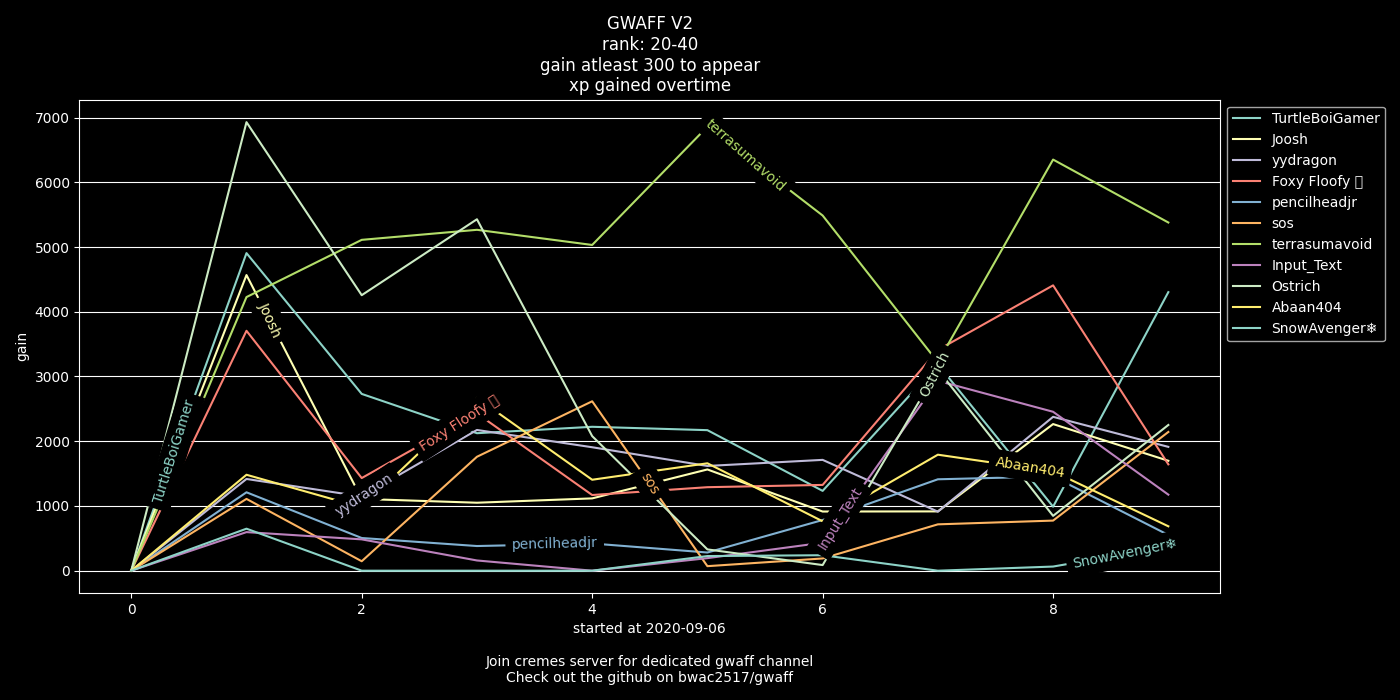 GWAFF V2
rank: 20-40
gain atleast 300 to appear
xp gained overtime
7000
6000
5000
4000
3000
2000
1000
0
gain
0
2
4
6
8
started at 2020-09-06
TurtleBoiGamer
Joosh
yydragon
Foxy Floofy
pencilheadjr
sos
terrasumavoid
Input_Text
Ostrich
Abaan404
SnowAvenger❄
TurtleBoiGamer
Joosh
yydragon
Foxy Floofy
pencilheadjr
sos
terrasumavoid
Input_Text
Ostrich
Abaan404
SnowAvenger❄
Join cremes server for dedicated gwaff channel
Check out the github on bwac2517/gwaff